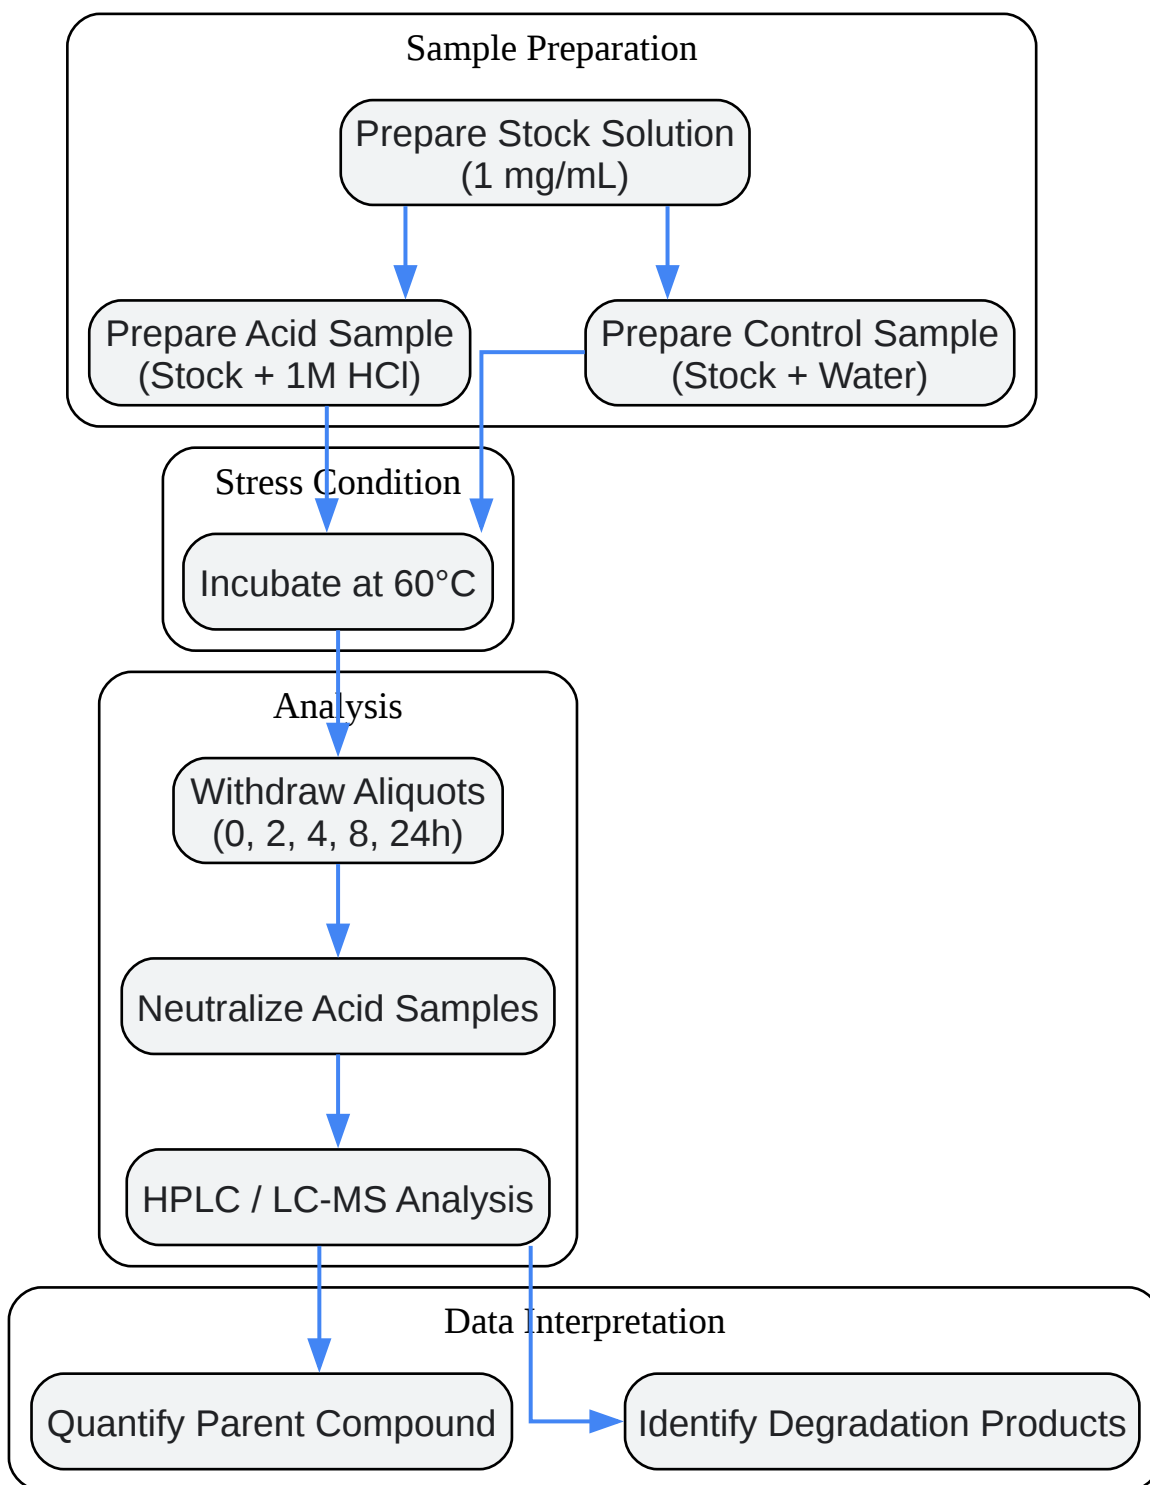 Sample Preparation
Prepare Stock Solution
(1 mg/mL)
Prepare Acid Sample
(Stock + 1M HCl)
Prepare Control Sample
(Stock + Water)
Stress Condition
Incubate at 60°C
Analysis
Withdraw Aliquots
(0, 2, 4, 8, 24h)
Neutralize Acid Samples
HPLC / LC-MS Analysis
Data Interpretation
Quantify Parent Compound
Identify Degradation Products